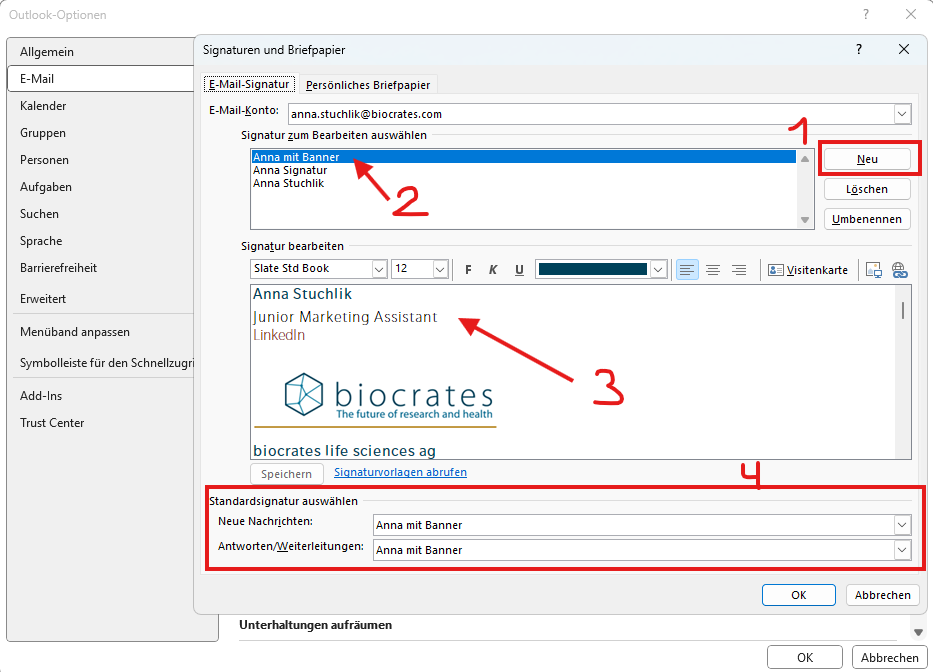 Outlook-Optionen
Allgemein
E-Mail
Kalender
Gruppen
Personen
Aufgaben
Suchen
Sprache
Barrierefreiheit
Erweitert
Menüband anpassen
Symbolleiste für den Schnellzugri
Add-Ins
Trust Center
Signaturen und Briefpapier
E-Mail-Signatur
Persönliches Briefpapier
E-Mail-Konto: anna.stuchlik@biocrates.com
Signatur zum Bearbeiten auswählen
1
Anna mit Banner
Anna Signatur
Anna Stuchlik
2
Neu
Löschen
Umbenennen
Signatur bearbeiten
Slate Std Book 12 F K U Visitenkarte
Anna Stuchlik
Junior Marketing Assistant
LinkedIn
3
biocrates
The future of research and health
biocrates life sciences ag
Speichern Signaturvorlagen abrufen
4
Standardsignatur auswählen
Neue Nachrichten: Anna mit Banner
Antworten/Weiterleitungen: Anna mit Banner
OK Abbrechen
Unterhaltungen aufräumen
OK Abbrechen